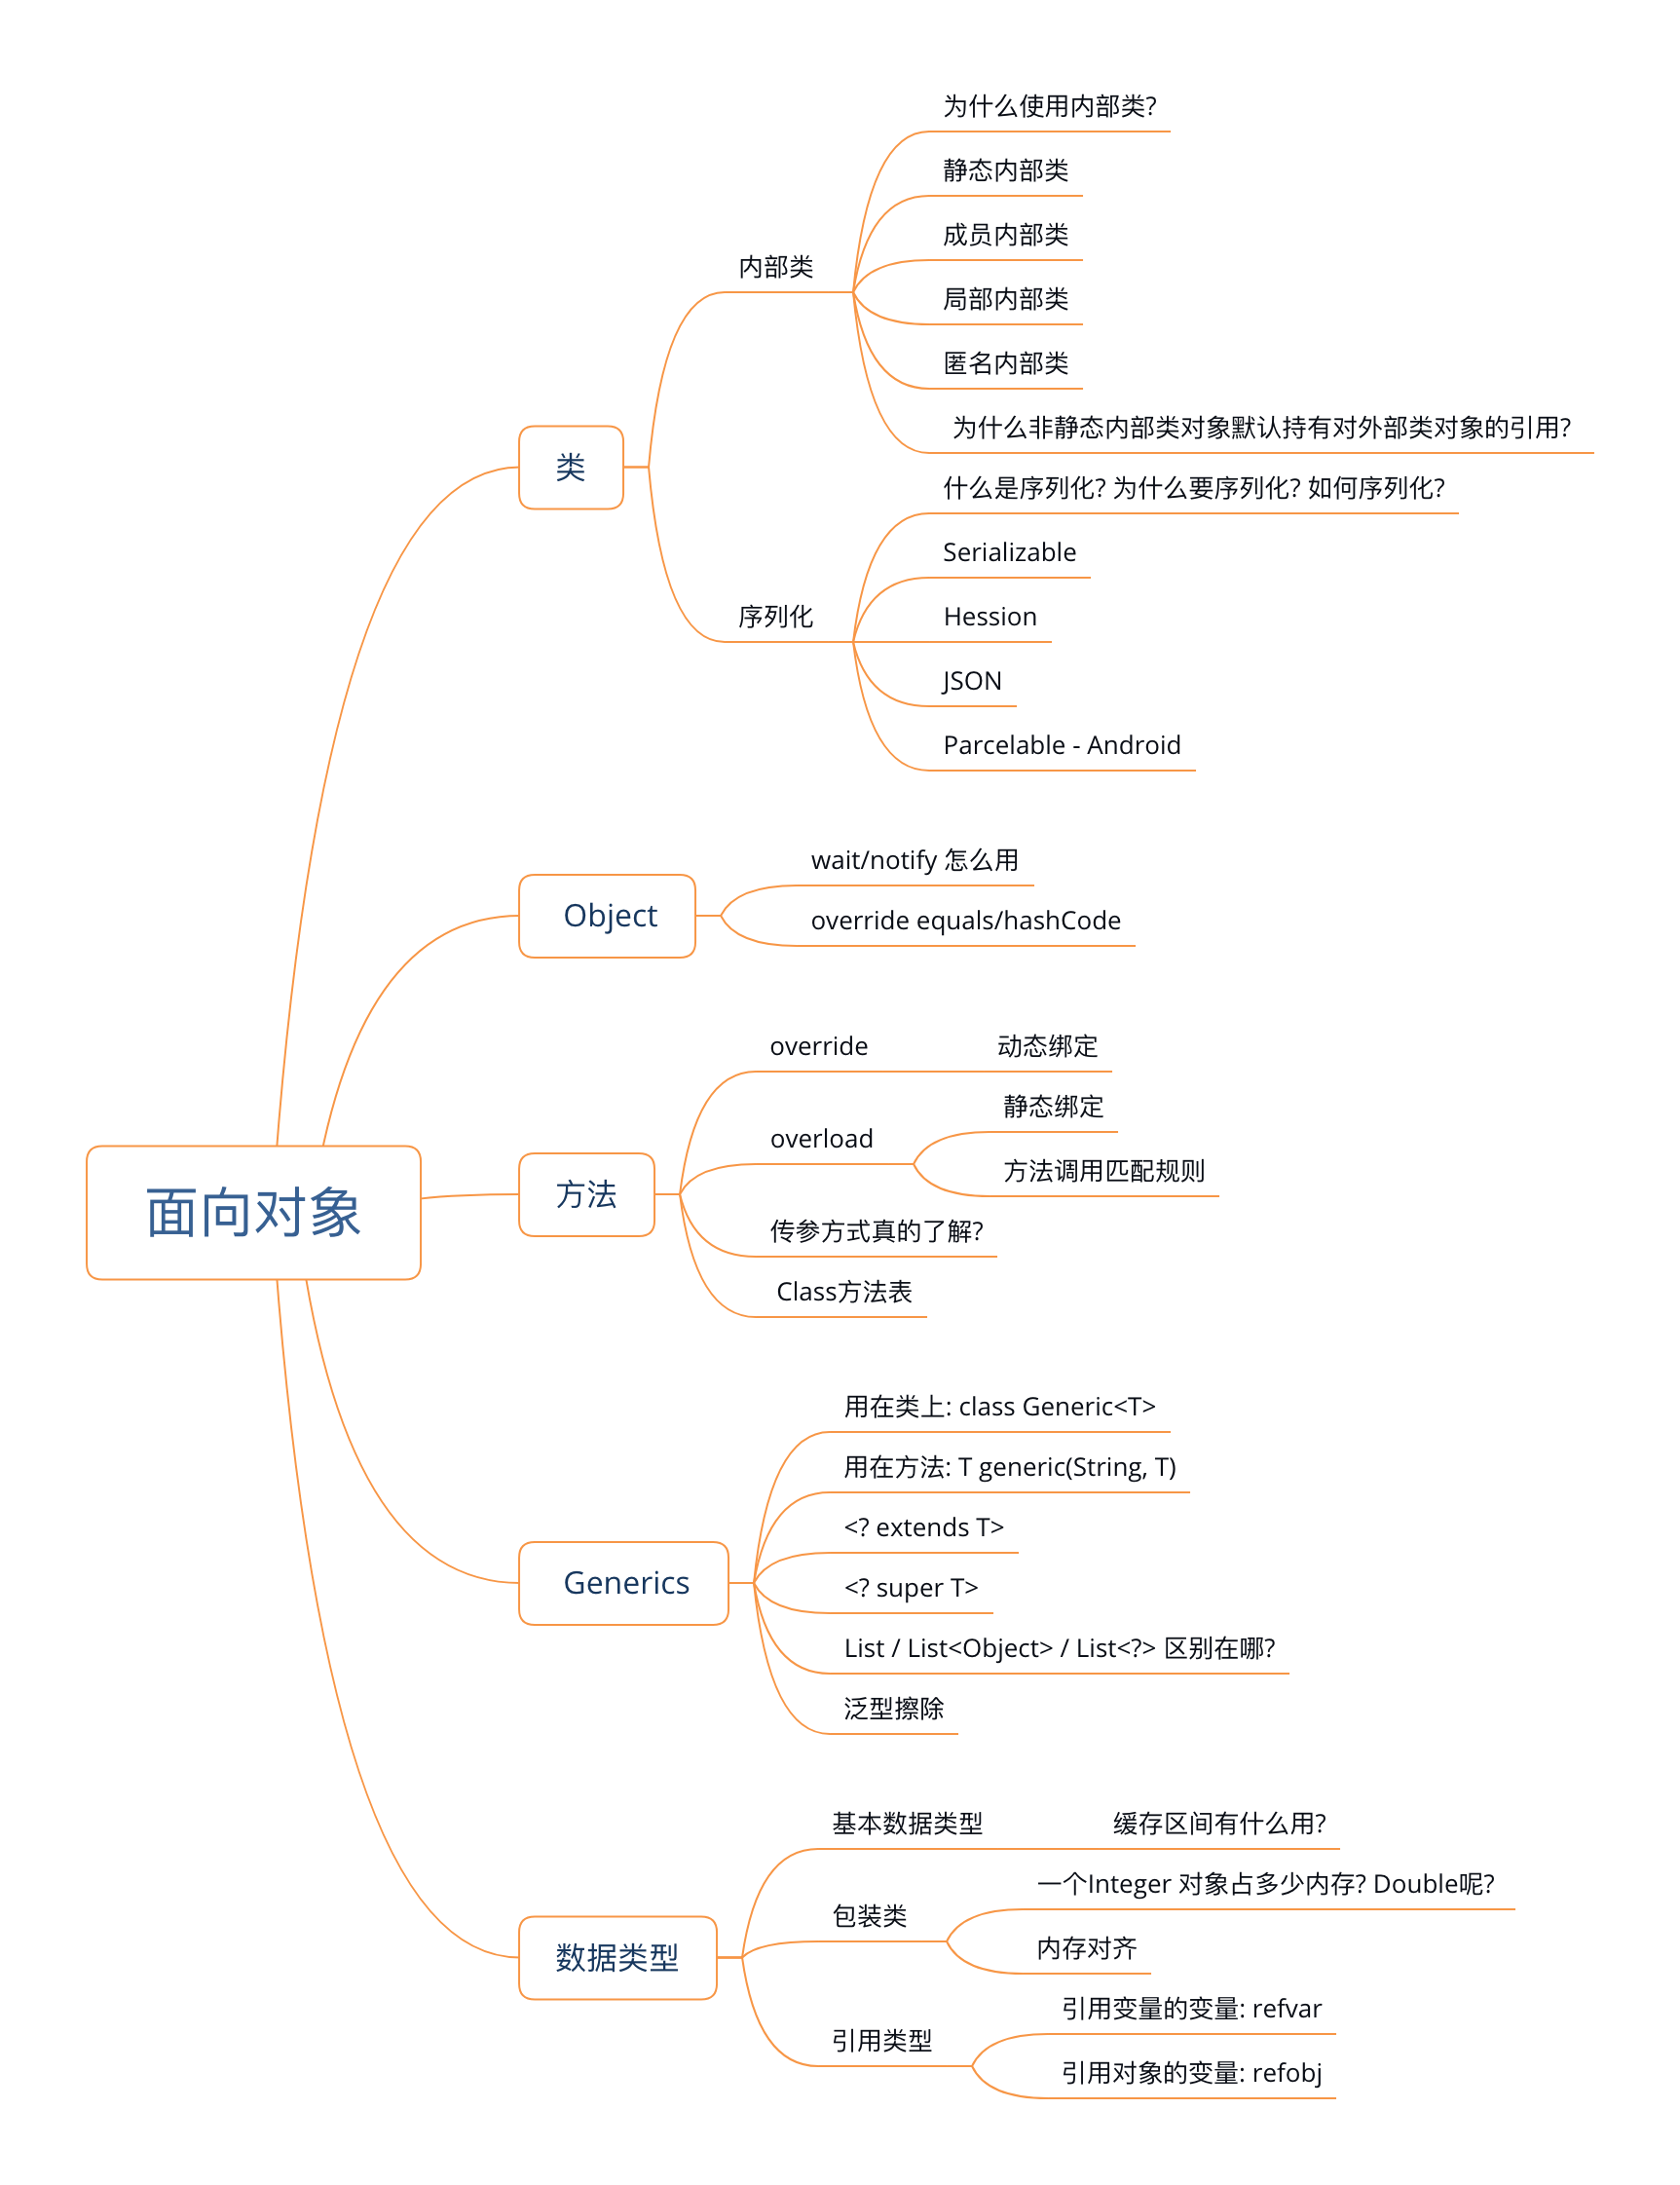 面向对象
类
内部类
为什么使用内部类?
静态内部类
成员内部类
局部内部类
匿名内部类
为什么非静态内部类对象默认持有对外部类对象的引用?
序列化
什么是序列化? 为什么要序列化? 如何序列化?
Serializable
Hession
JSON
Parcelable - Android
Object
wait/notify 怎么用
override equals/hashCode
方法
override
动态绑定
overload
静态绑定
方法调用匹配规则
传参方式真的了解?
Class方法表
Generics
用在类上: class Generic<T>
用在方法: T generic(String, T)
<? extends T>
<? super T>
List / List<Object> / List<?> 区别在哪?
泛型擦除
数据类型
基本数据类型
缓存区间有什么用?
包装类
一个Integer 对象占多少内存? Double呢?
内存对齐
引用类型
引用变量的变量: refvar
引用对象的变量: refobj